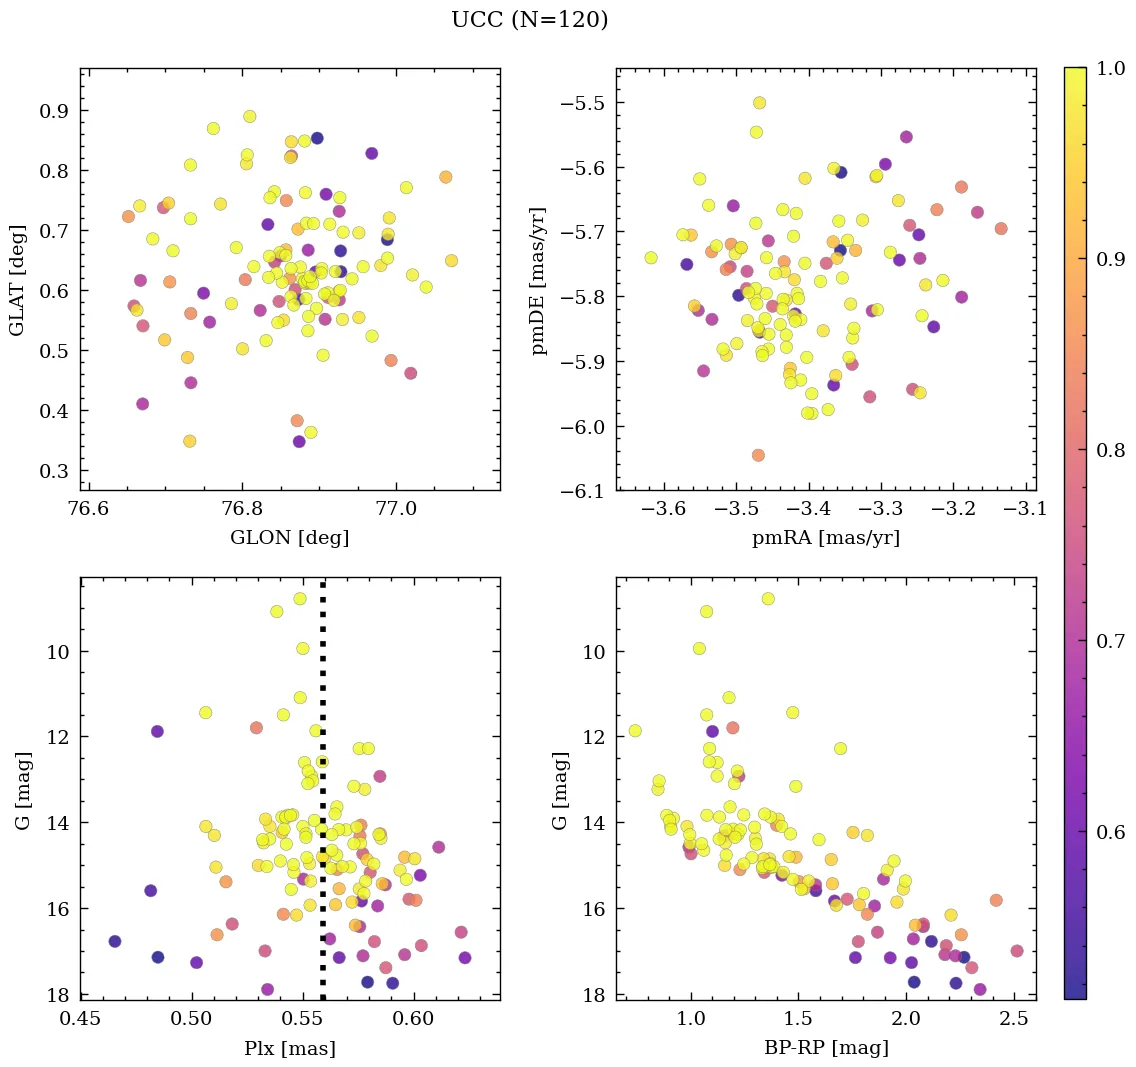 UCC (N=120)
0.9
0.8
0.7
0.6
0.5
0.4
0.3
GLAT [deg]
76.6 76.8 77.0
GLON [deg]
−5.5
−5.6
−5.7
−5.8
−5.9
−6.0
−6.1
pmDE [mas/yr]
−3.6 −3.5 −3.4 −3.3 −3.2 −3.1
pmRA [mas/yr]
1.0
0.9
0.8
0.7
0.6
10
12
14
16
18
G [mag]
0.45 0.50 0.55 0.60
Plx [mas]
10
12
14
16
18
G [mag]
1.0 1.5 2.0 2.5
BP-RP [mag]